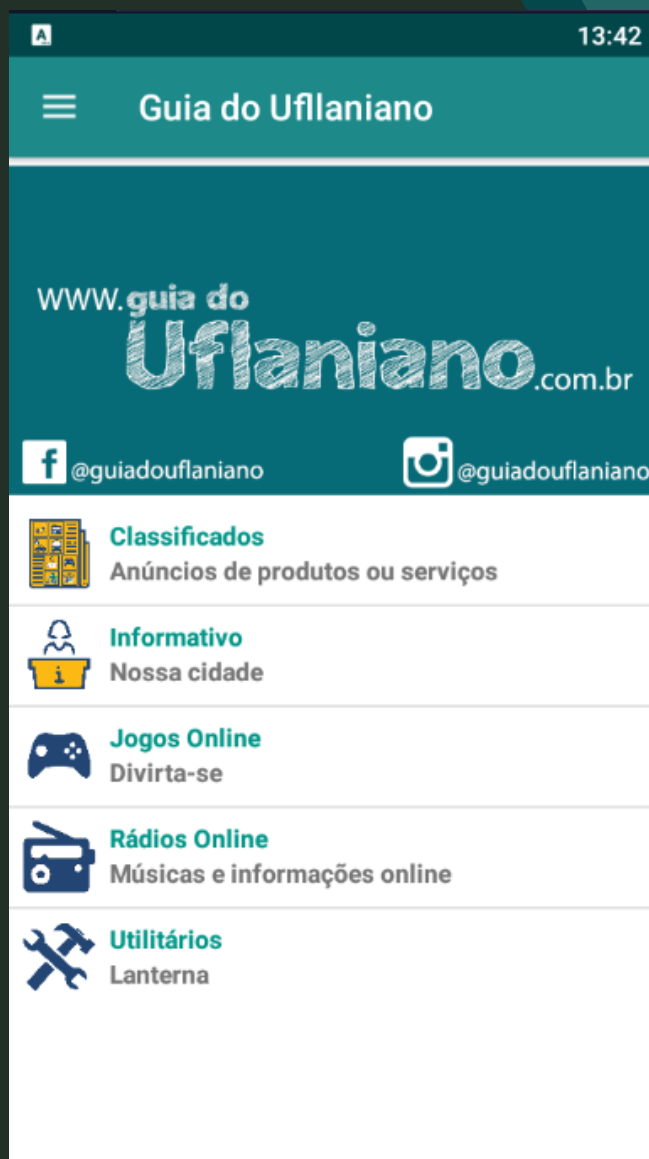 A
13:42
Guia do Ufllaniano
www.guia do
Uflaniano.com.br
f @guiadouflaniano
@guiadouflaniano
Classificados
Anúncios de produtos ou serviços
i
Informativo
Nossa cidade
Jogos Online
Divirta-se
Rádios Online
Músicas e informações online
Utilitários
Lanterna